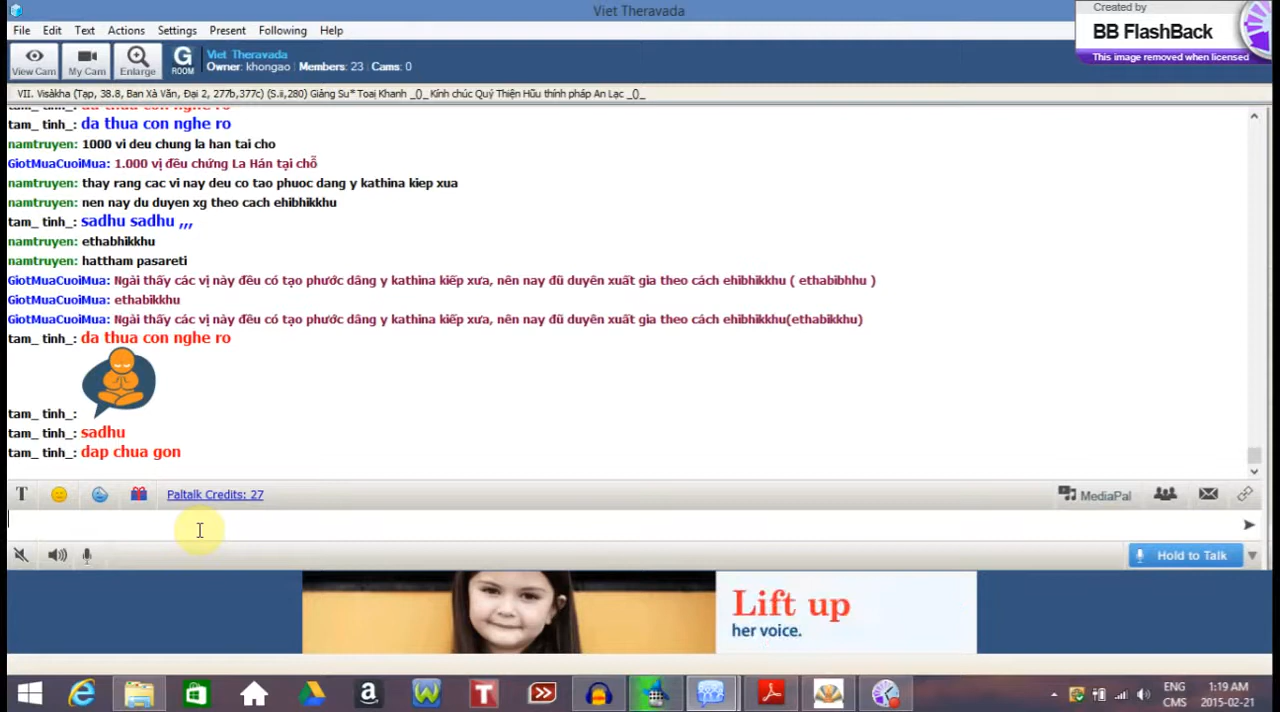 Viet Theravada
Created by
BB FlashBack
This image removed when licensed
File Edit Text Actions Settings Present Following Help
View Cam
My Cam
Enlarge
G
ROOM
Viet Theravada
Owner: khongao Members: 23 Cams: 0
VII. Visàkha (Tạp, 38.8, Ban Xà Văn, Đại 2, 277b,377c) (S.ii,280) Giảng Sư* Toại Khanh _()_ Kính chúc Quý Thiện Hữu thính pháp An Lạc _()_
tam_ tinh_: da thua con nghe ro
tam_ tinh_: da thua con nghe ro
namtruyen: 1000 vi deu chung la han tai cho
GiotMuaCuoiMua: 1.000 vị đều chứng La Hán tại chỗ
namtruyen: thay rang cac vi nay deu co tao phuoc dang y kathina kiep xua
namtruyen: nen nay du duyen xg theo cach ehibhikkhu
tam_ tinh_: sadhu sadhu ,,,
namtruyen: ethabhikkhu
namtruyen: hattham pasareti
GiotMuaCuoiMua: Ngài thấy các vị này đều có tạo phước dâng y kathina kiếp xưa, nên nay đũ duyên xuất gia theo cách ehibhikkhu ( ethabibhhu )
GiotMuaCuoiMua: ethabikkhu
GiotMuaCuoiMua: Ngài thấy các vị này đều có tạo phước dâng y kathina kiếp xưa, nên nay đũ duyên xuất gia theo cách ehibhikkhu(ethabikkhu)
tam_ tinh_: da thua con nghe ro
tam_ tinh_:
tam_ tinh_: sadhu
tam_ tinh_: dap chua gon
T Paltalk Credits: 27 MediaPal
Hold to Talk
Lift up
her voice.
ENG 1:19 AM
CMS 2015-02-21